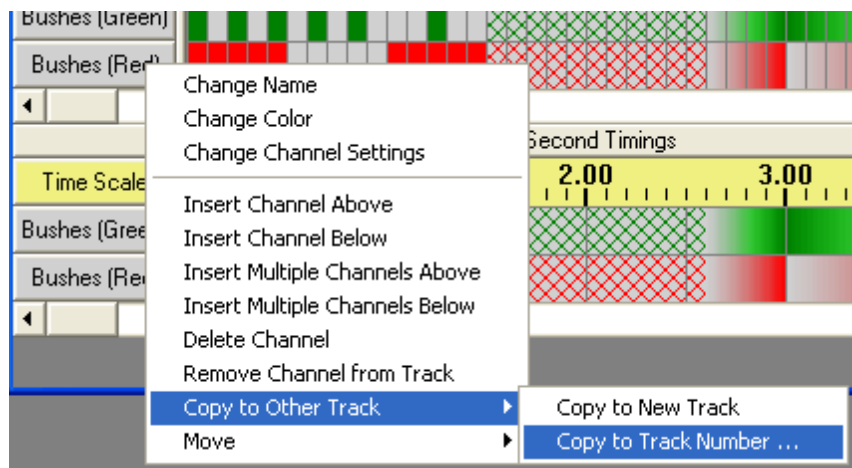 Bushes (Green)
Bushes (Red)
Change Name
Change Color
Change Channel Settings
Second Timings
Time Scale
2.00
3.00
Insert Channel Above
Bushes (Gree
Insert Channel Below
Bushes (Re
Insert Multiple Channels Above
Insert Multiple Channels Below
Delete Channel
Remove Channel from Track
Copy to Other Track
Copy to New Track
Move
Copy to Track Number ...